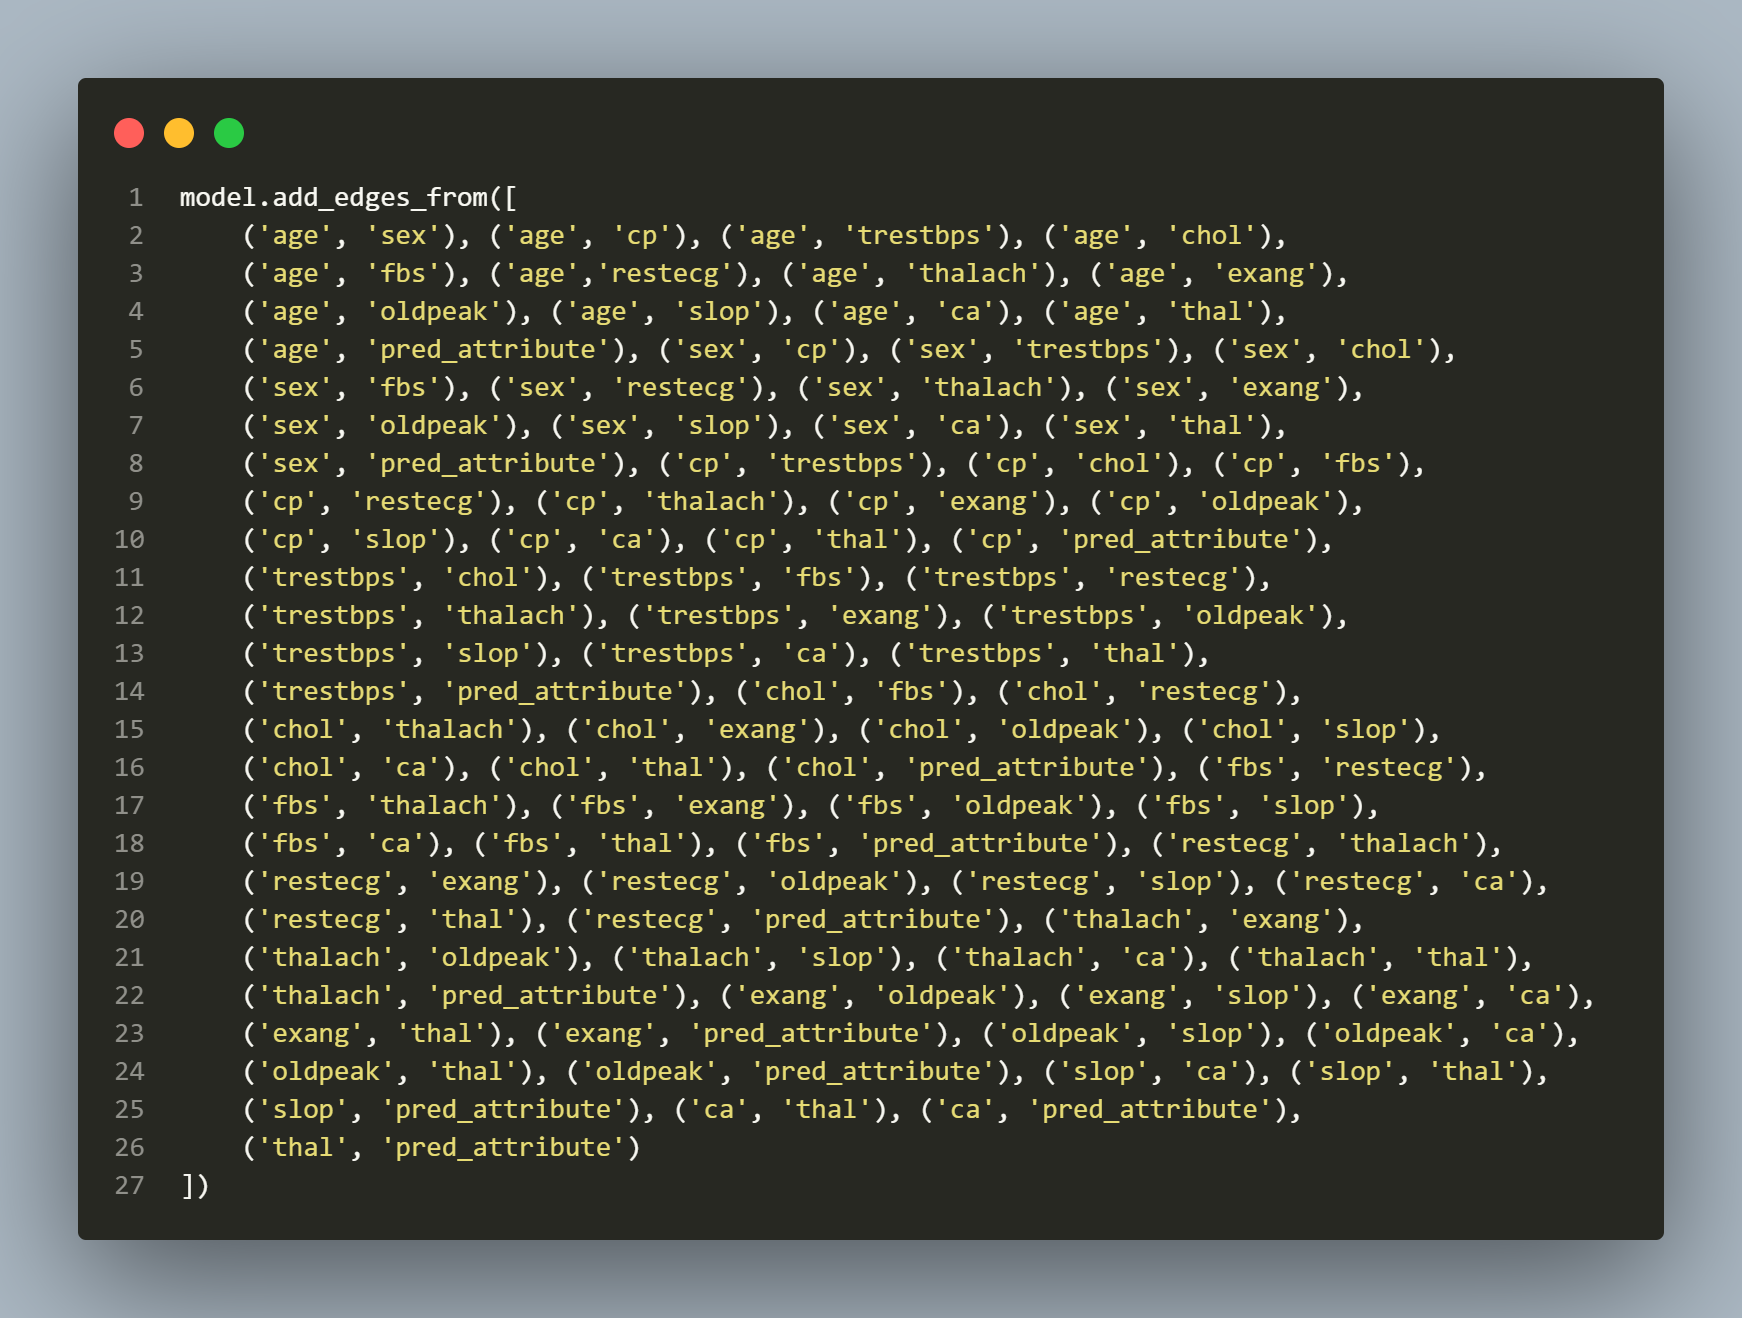 1 model.add_edges_from([
2 ('age', 'sex'), ('age', 'cp'), ('age', 'trestbps'), ('age', 'chol'),
3 ('age', 'fbs'), ('age','restecg'), ('age', 'thalach'), ('age', 'exang'),
4 ('age', 'oldpeak'), ('age', 'slop'), ('age', 'ca'), ('age', 'thal'),
5 ('age', 'pred_attribute'), ('sex', 'cp'), ('sex', 'trestbps'), ('sex', 'chol'),
6 ('sex', 'fbs'), ('sex', 'restecg'), ('sex', 'thalach'), ('sex', 'exang'),
7 ('sex', 'oldpeak'), ('sex', 'slop'), ('sex', 'ca'), ('sex', 'thal'),
8 ('sex', 'pred_attribute'), ('cp', 'trestbps'), ('cp', 'chol'), ('cp', 'fbs'),
9 ('cp', 'restecg'), ('cp', 'thalach'), ('cp', 'exang'), ('cp', 'oldpeak'),
10 ('cp', 'slop'), ('cp', 'ca'), ('cp', 'thal'), ('cp', 'pred_attribute'),
11 ('trestbps', 'chol'), ('trestbps', 'fbs'), ('trestbps', 'restecg'),
12 ('trestbps', 'thalach'), ('trestbps', 'exang'), ('trestbps', 'oldpeak'),
13 ('trestbps', 'slop'), ('trestbps', 'ca'), ('trestbps', 'thal'),
14 ('trestbps', 'pred_attribute'), ('chol', 'fbs'), ('chol', 'restecg'),
15 ('chol', 'thalach'), ('chol', 'exang'), ('chol', 'oldpeak'), ('chol', 'slop'),
16 ('chol', 'ca'), ('chol', 'thal'), ('chol', 'pred_attribute'), ('fbs', 'restecg'),
17 ('fbs', 'thalach'), ('fbs', 'exang'), ('fbs', 'oldpeak'), ('fbs', 'slop'),
18 ('fbs', 'ca'), ('fbs', 'thal'), ('fbs', 'pred_attribute'), ('restecg', 'thalach'),
19 ('restecg', 'exang'), ('restecg', 'oldpeak'), ('restecg', 'slop'), ('restecg', 'ca'),
20 ('restecg', 'thal'), ('restecg', 'pred_attribute'), ('thalach', 'exang'),
21 ('thalach', 'oldpeak'), ('thalach', 'slop'), ('thalach', 'ca'), ('thalach', 'thal'),
22 ('thalach', 'pred_attribute'), ('exang', 'oldpeak'), ('exang', 'slop'), ('exang', 'ca'),
23 ('exang', 'thal'), ('exang', 'pred_attribute'), ('oldpeak', 'slop'), ('oldpeak', 'ca'),
24 ('oldpeak', 'thal'), ('oldpeak', 'pred_attribute'), ('slop', 'ca'), ('slop', 'thal'),
25 ('slop', 'pred_attribute'), ('ca', 'thal'), ('ca', 'pred_attribute'),
26 ('thal', 'pred_attribute')
27 ])